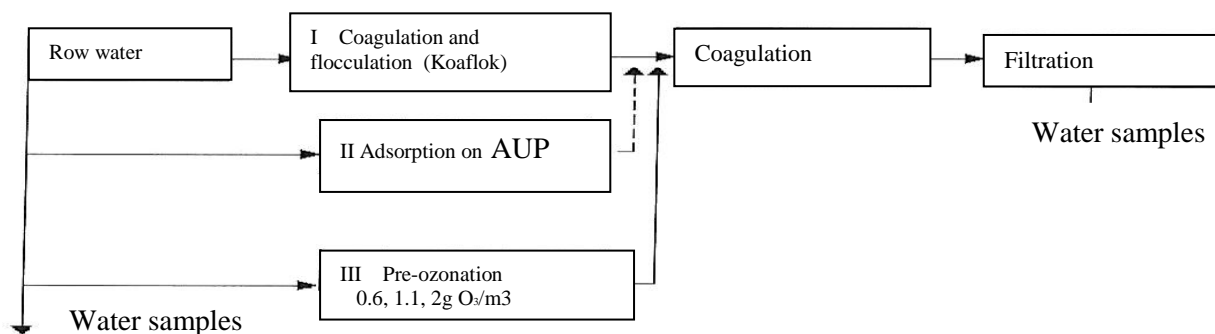 Row water
I Coagulation and
flocculation (Koaflok)
Coagulation
Filtration
Water samples
II Adsorption on AUP
III Pre-ozonation
0.6, 1.1, 2g O₃/m3
Water samples